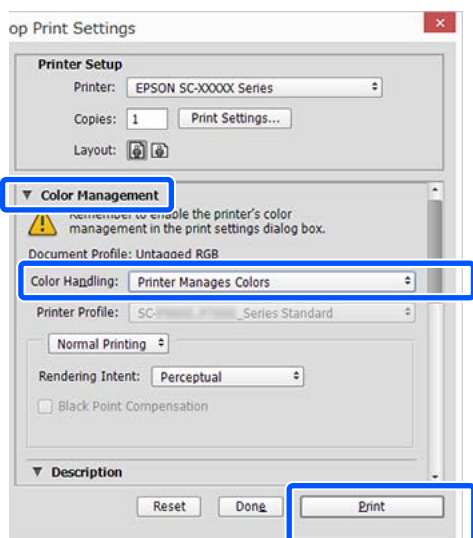 op Print Settings
Printer Setup
Printer: EPSON SC-XXXXX Series
Copies: 1 Print Settings...
Layout:
Color Management
Remember to enable the printer's color
management in the print settings dialog box.
Document Profile: Untagged RGB
Color Handling: Printer Manages Colors
Printer Profile: SC- _Series Standard
Normal Printing
Rendering Intent: Perceptual
Black Point Compensation
Description
Reset Done Print